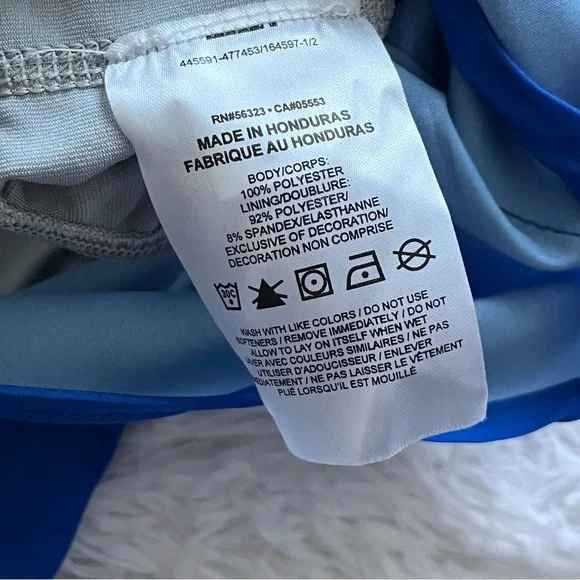 445591-477453/164597-1/2
RN#56323 • CA#05553
MADE IN HONDURAS
FABRIQUE AU HONDURAS
BODY/CORPS:
100% POLYESTER
LINING/DOUBLURE:
92% POLYESTER/
8% SPANDEX/ELASTHANNE
EXCLUSIVE OF DECORATION/
DECORATION NON COMPRISE
30C
WASH WITH LIKE COLORS / DO NOT USE
SOFTENERS / REMOVE IMMEDIATELY / DO NOT
ALLOW TO LAY ON ITSELF WHEN WET
LAVER AVEC COULEURS SIMILAIRES / NE PAS
UTILISER D'ADOUCISSEUR / ENLEVER
MEDIATEMENT / NE PAS LAISSER LE VÊTEMENT
PLIÉ LORSQU'IL EST MOUILLÉ